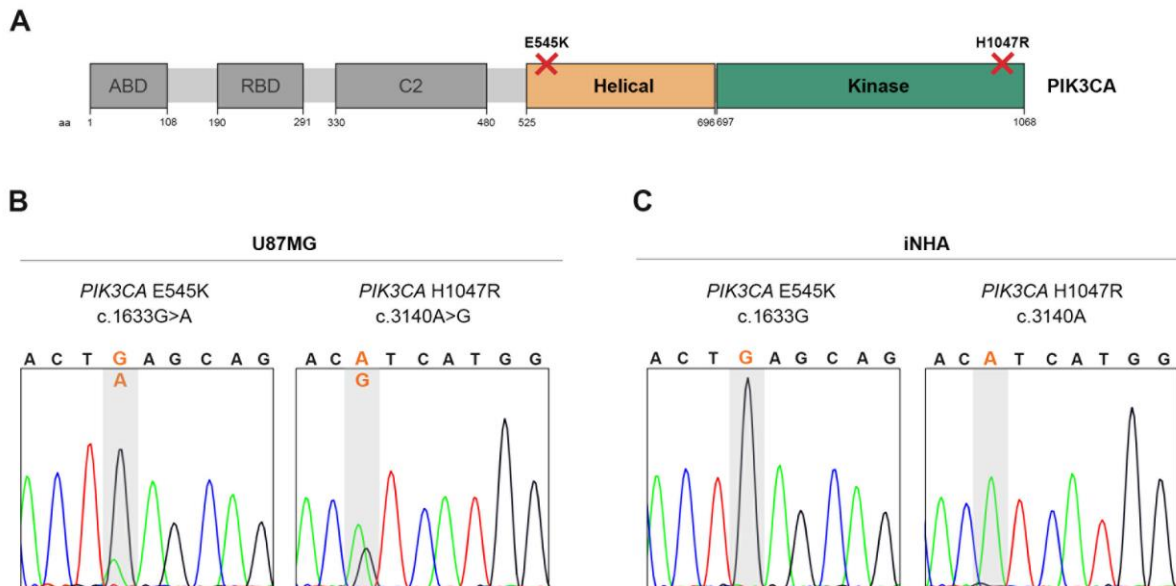 A
E545K H1047R
ABD RBD C2 Helical Kinase PIK3CA
aa 1 108 190 291 330 480 525 696 697 1068
B
U87MG
PIK3CA E545K
c.1633G>A
A C T G A G C A G
A
PIK3CA H1047R
c.3140A>G
A C A T C A T G G
G
C
iNHA
PIK3CA E545K
c.1633G
A C T G A G C A G
PIK3CA H1047R
c.3140A
A C A T C A T G G